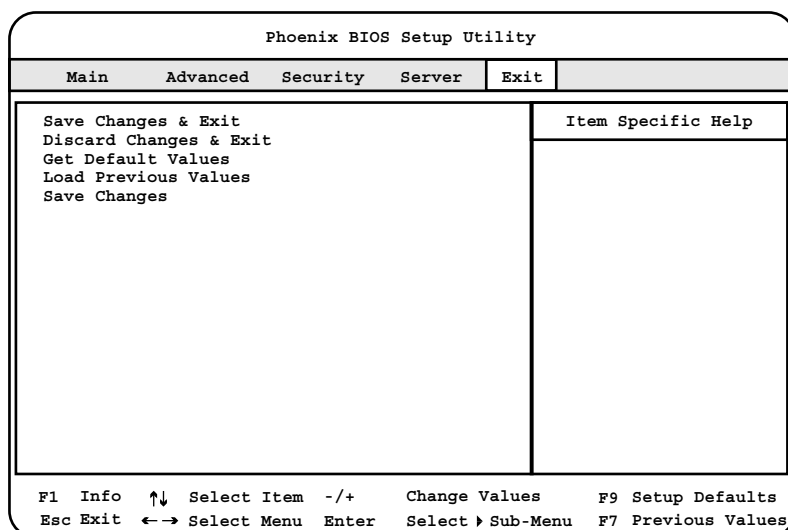 Phoenix BIOS Setup Utility
Main Advanced Security Server Exit
Save Changes & Exit
Discard Changes & Exit
Get Default Values
Load Previous Values
Save Changes
Item Specific Help
F1 Info ↑↓ Select Item -/+ Change Values F9 Setup Defaults
Esc Exit ←→ Select Menu Enter Select ▶ Sub-Menu F7 Previous Values